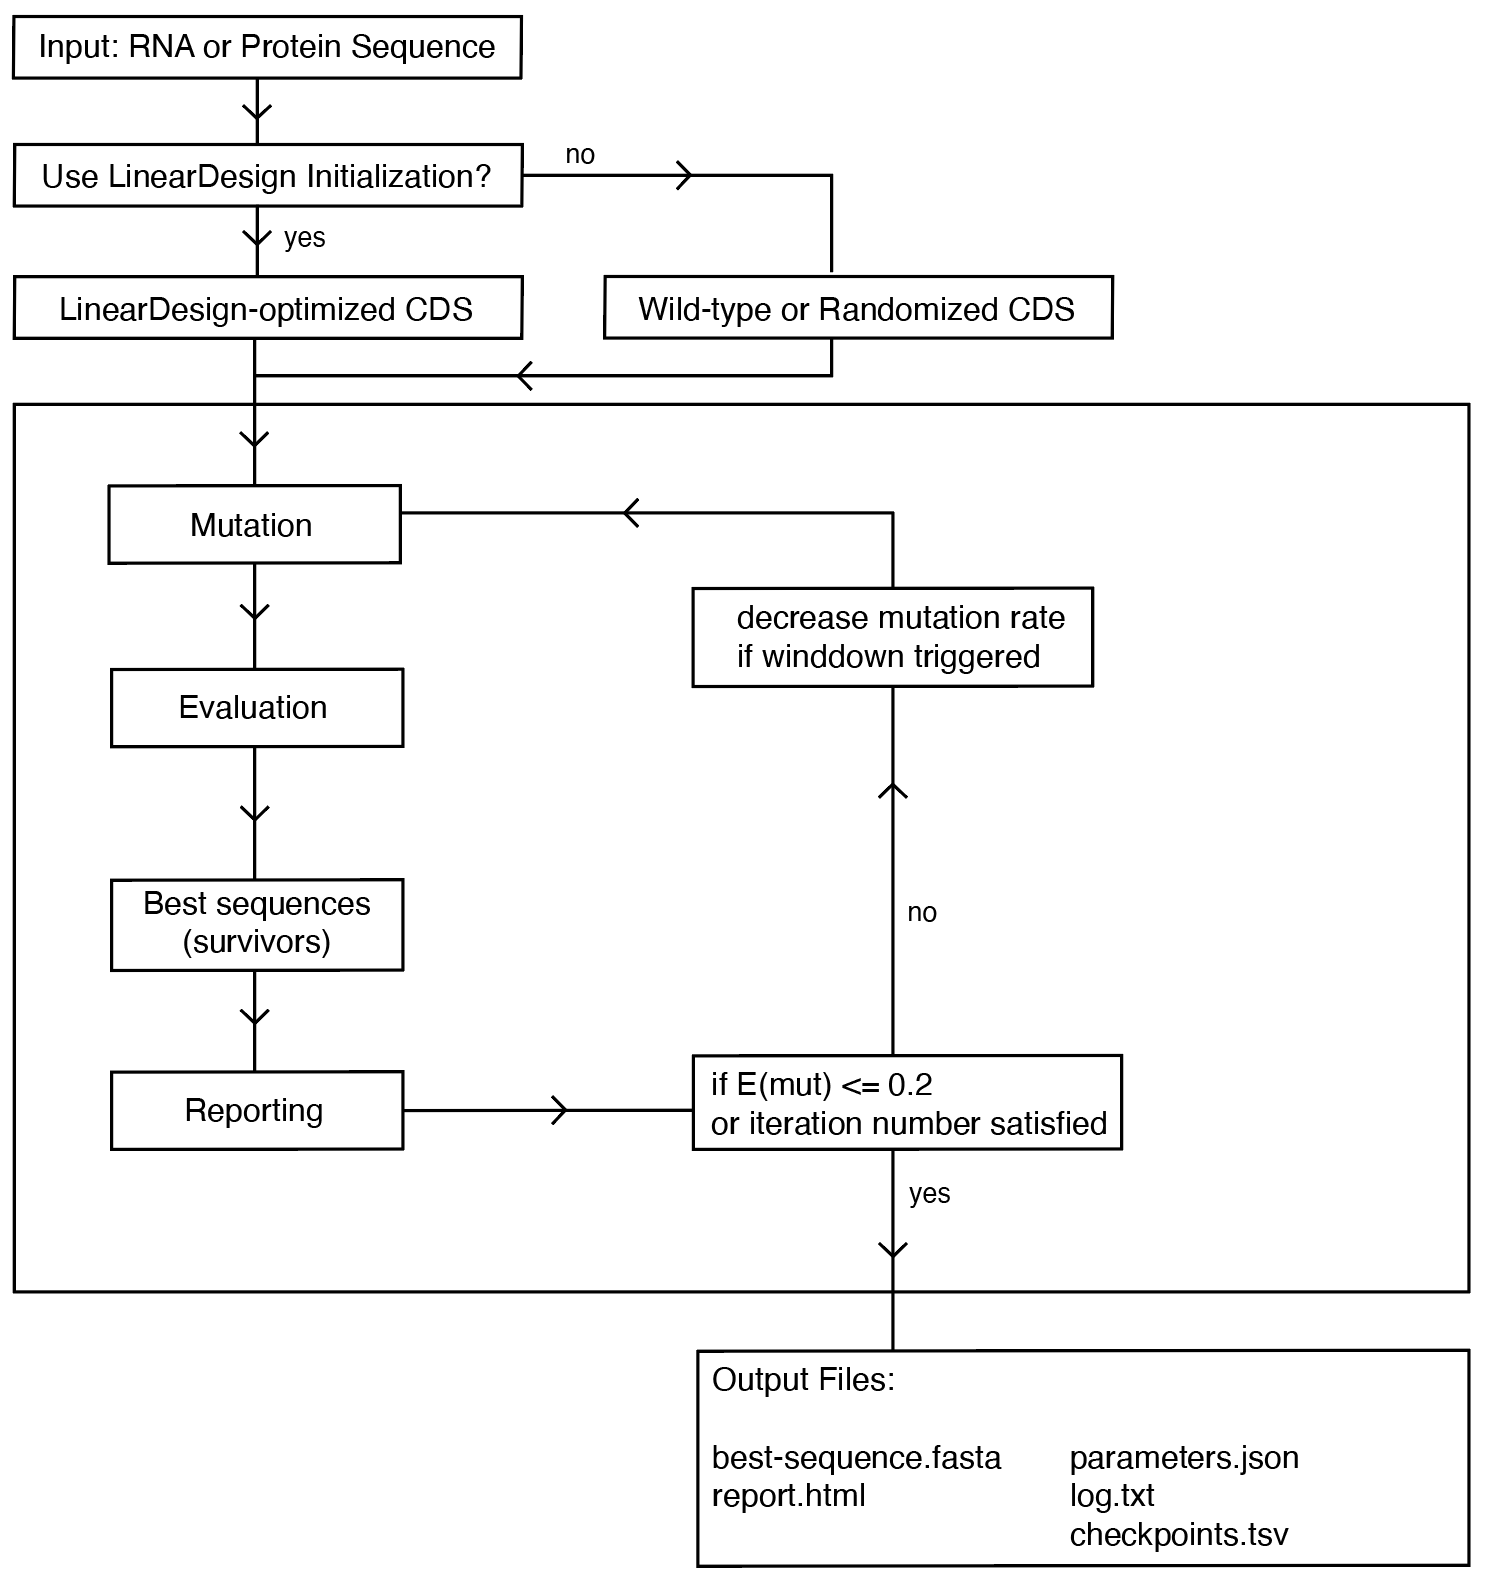 Input: RNA or Protein Sequence
Use LinearDesign Initialization?
no
yes
LinearDesign-optimized CDS
Wild-type or Randomized CDS
Mutation
decrease mutation rate
if winddown triggered
Evaluation
Best sequences
(survivors)
no
Reporting
if E(mut) <= 0.2
or iteration number satisfied
yes
Output Files:
best-sequence.fasta
report.html
parameters.json
log.txt
checkpoints.tsv